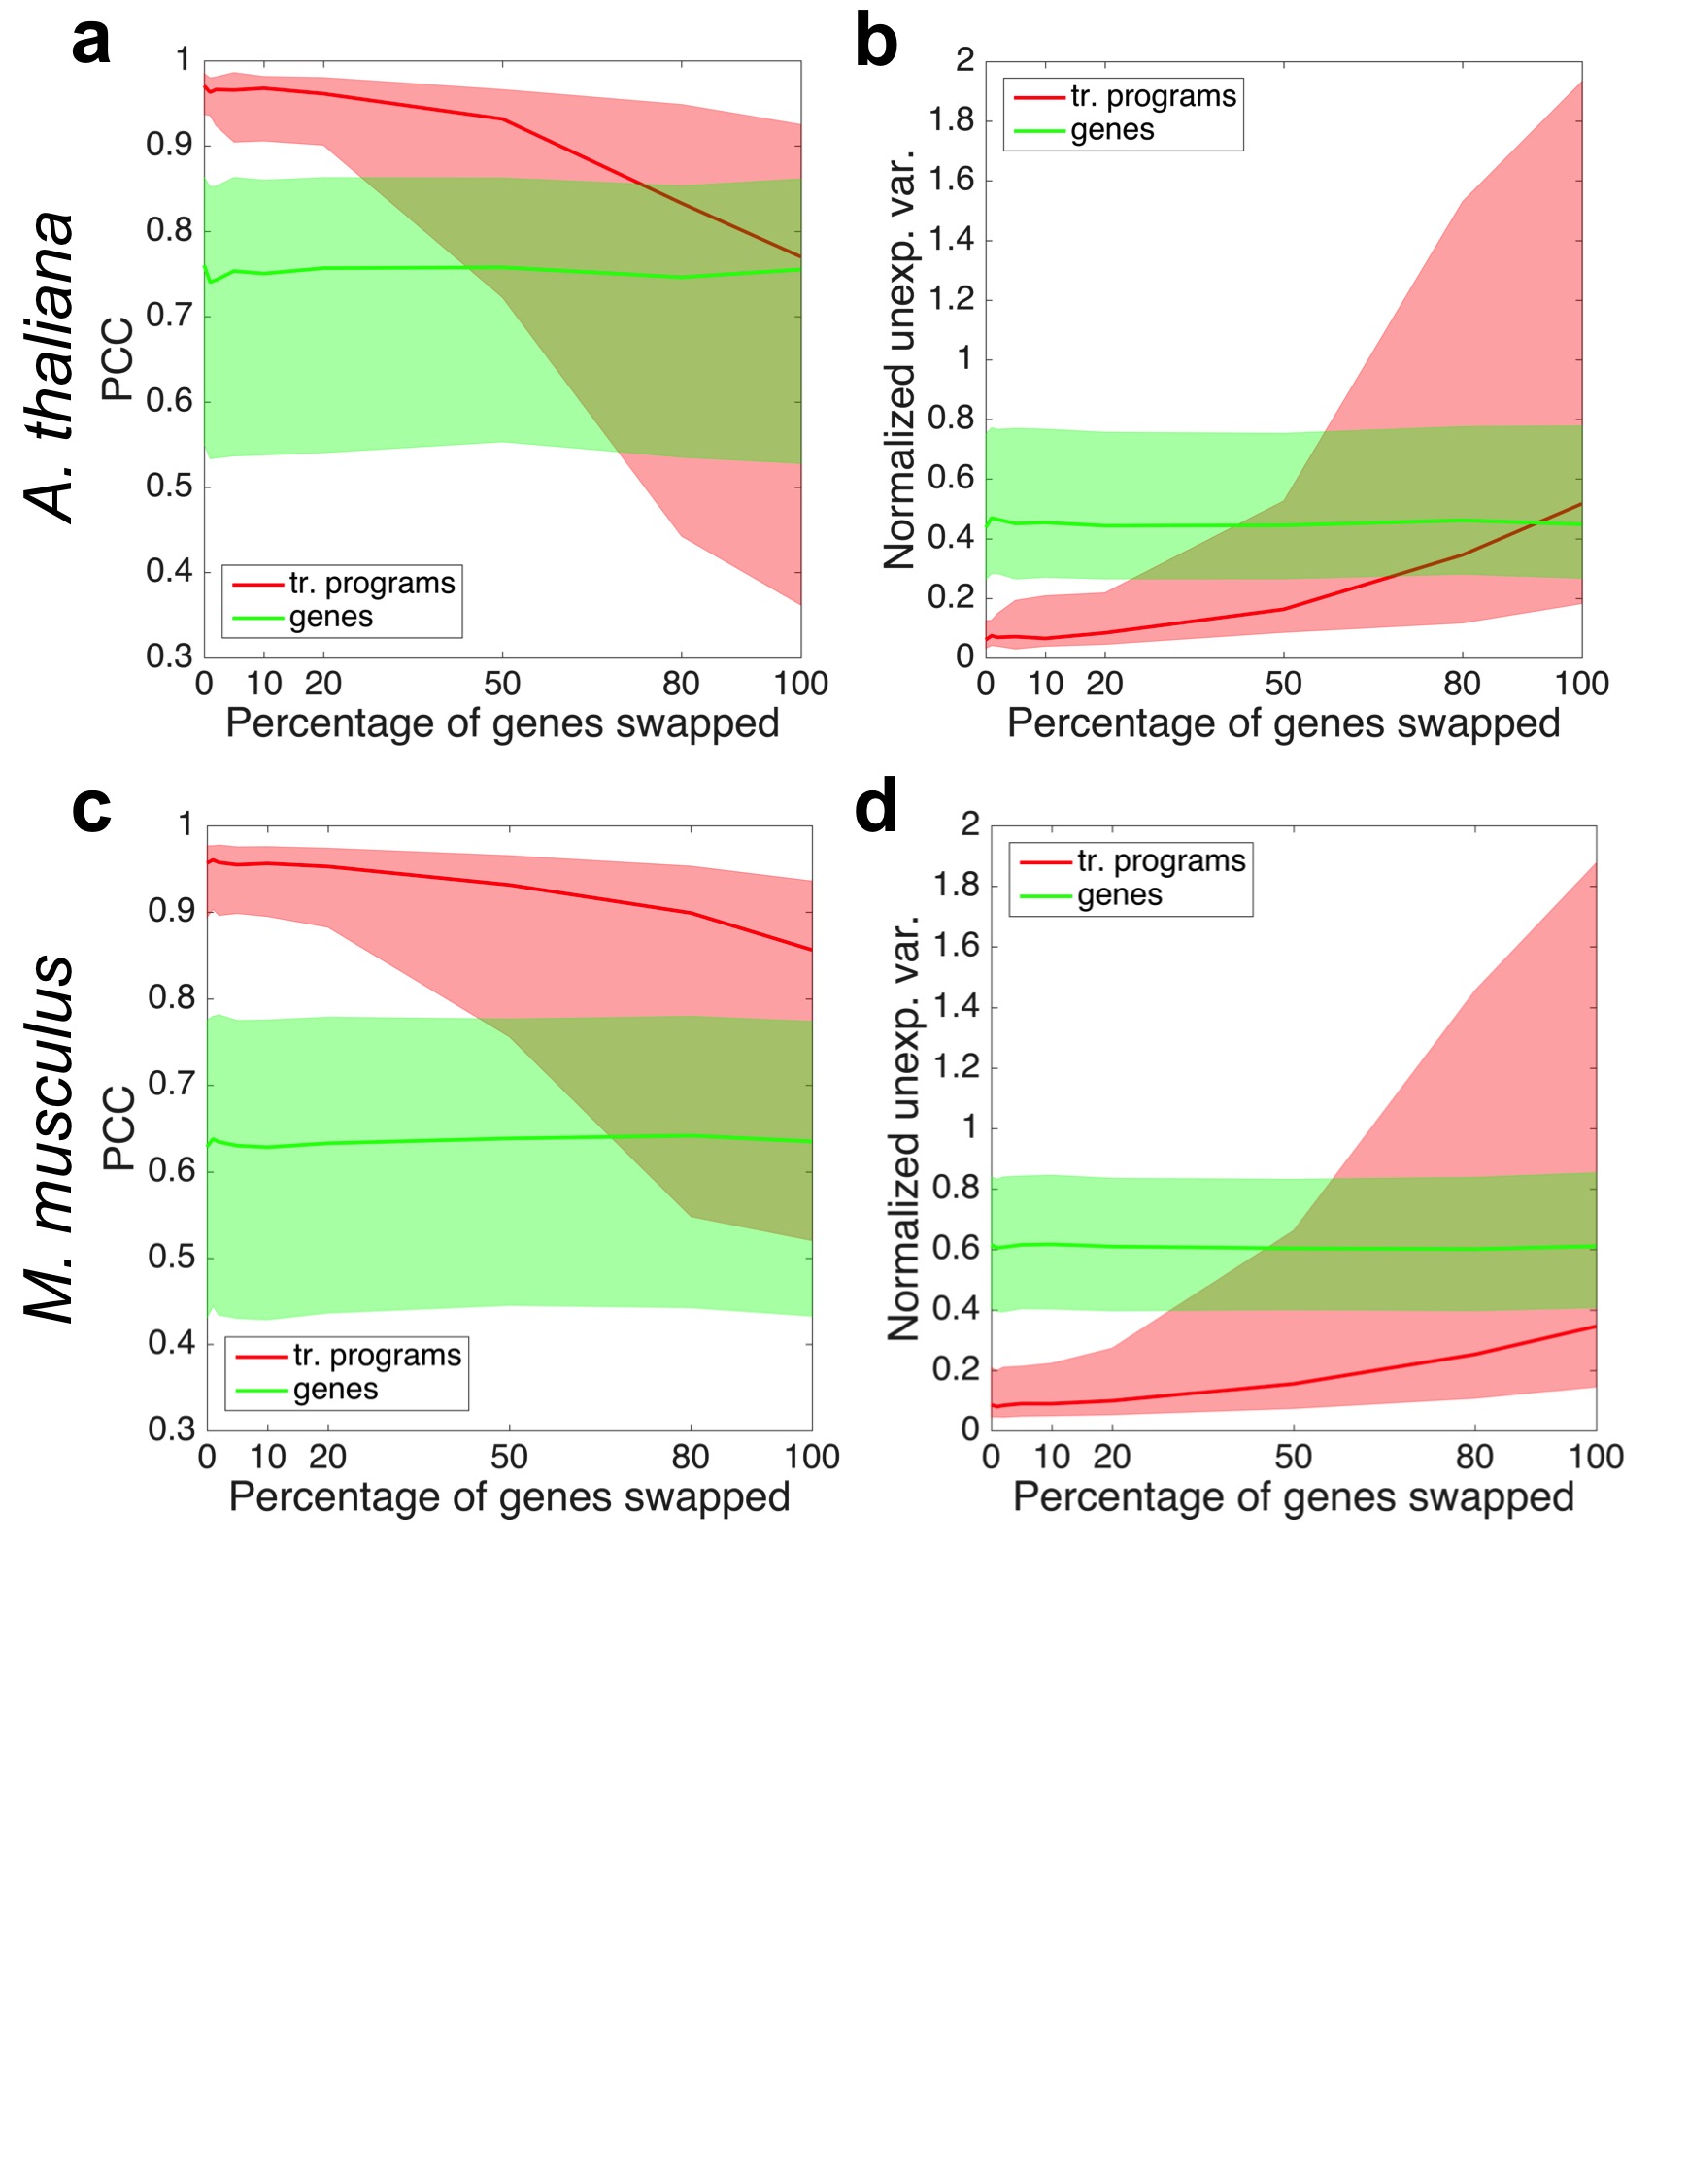 a
A. thaliana
PCC
1
0.9
0.8
0.7
0.6
0.5
0.4
0.3
tr. programs
genes
0 10 20 50 80 100
Percentage of genes swapped
b
Normalized unexp. var.
2
1.8
1.6
1.4
1.2
1
0.8
0.6
0.4
0.2
0
tr. programs
genes
0 10 20 50 80 100
Percentage of genes swapped
c
M. musculus
PCC
1
0.9
0.8
0.7
0.6
0.5
0.4
0.3
tr. programs
genes
0 10 20 50 80 100
Percentage of genes swapped
d
Normalized unexp. var.
2
1.8
1.6
1.4
1.2
1
0.8
0.6
0.4
0.2
0
tr. programs
genes
0 10 20 50 80 100
Percentage of genes swapped